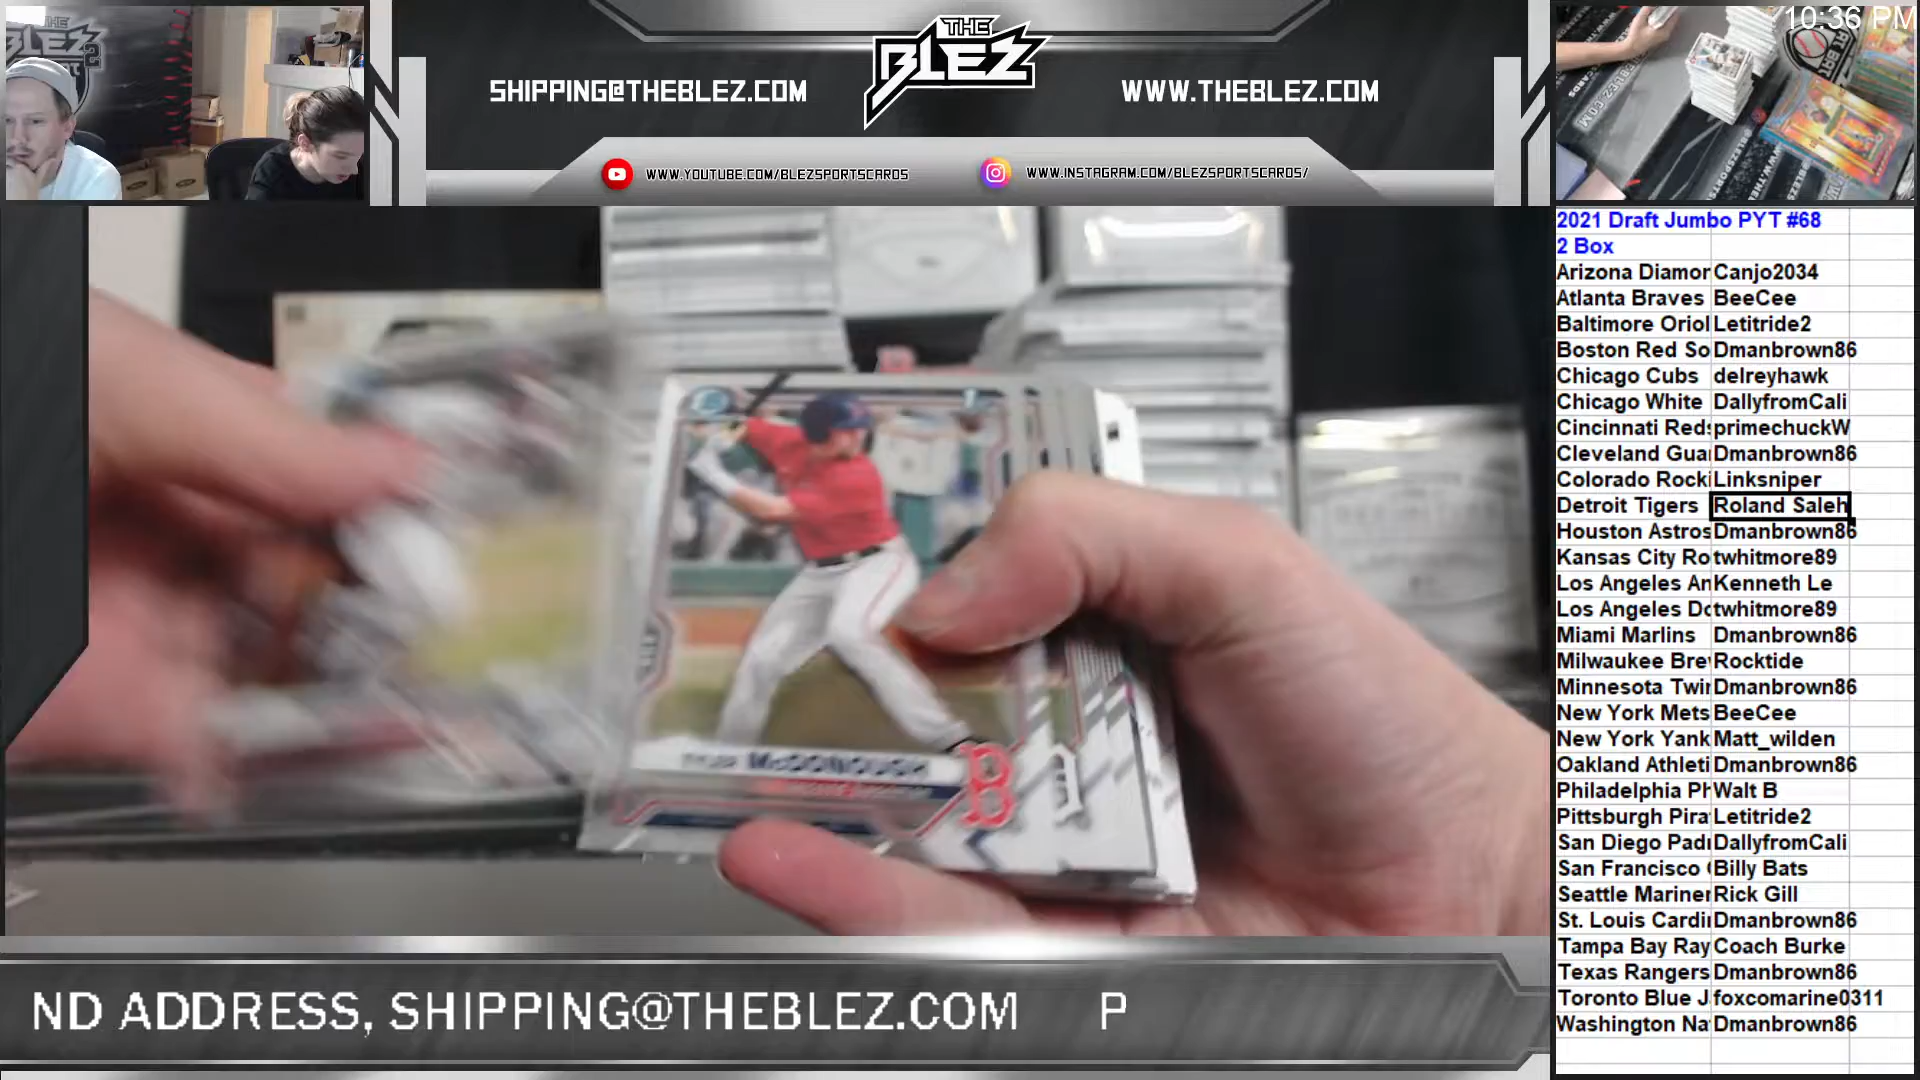 THE
BLEZ
10:36 PM
SHIPPING@THEBLEZ.COM
WWW.THEBLEZ.COM
WWW.YOUTUBE.COM/BLEZSPORTSCARDS
WWW.INSTAGRAM.COM/BLEZSPORTSCARDS/
2021 Draft Jumbo PYT #68
2 Box
Arizona Diamor Canjo2034
Atlanta Braves BeeCee
Baltimore Oriol Letitride2
Boston Red So Dmanbrown86
Chicago Cubs delreyhawk
Chicago White DallyfromCali
Cincinnati Reds primechuckW
Cleveland Gua Dmanbrown86
Colorado Rocki Linksniper
Detroit Tigers Roland Saleh
Houston Astros Dmanbrown86
Kansas City Ro twhitmore89
Los Angeles An Kenneth Le
Los Angeles Do twhitmore89
Miami Marlins Dmanbrown86
Milwaukee Brew Rocktide
Minnesota Twin Dmanbrown86
New York Mets BeeCee
New York Yank Matt_wilden
Oakland Athleti Dmanbrown86
Philadelphia Ph Walt B
Pittsburgh Pira Letitride2
San Diego Padr DallyfromCali
San Francisco Billy Bats
Seattle Mariner Rick Gill
St. Louis Cardi Dmanbrown86
Tampa Bay Ray Coach Burke
Texas Rangers Dmanbrown86
Toronto Blue J foxcomarine0311
Washington Na Dmanbrown86
McDONOUGH
B
ND ADDRESS, SHIPPING@THEBLEZ.COM P